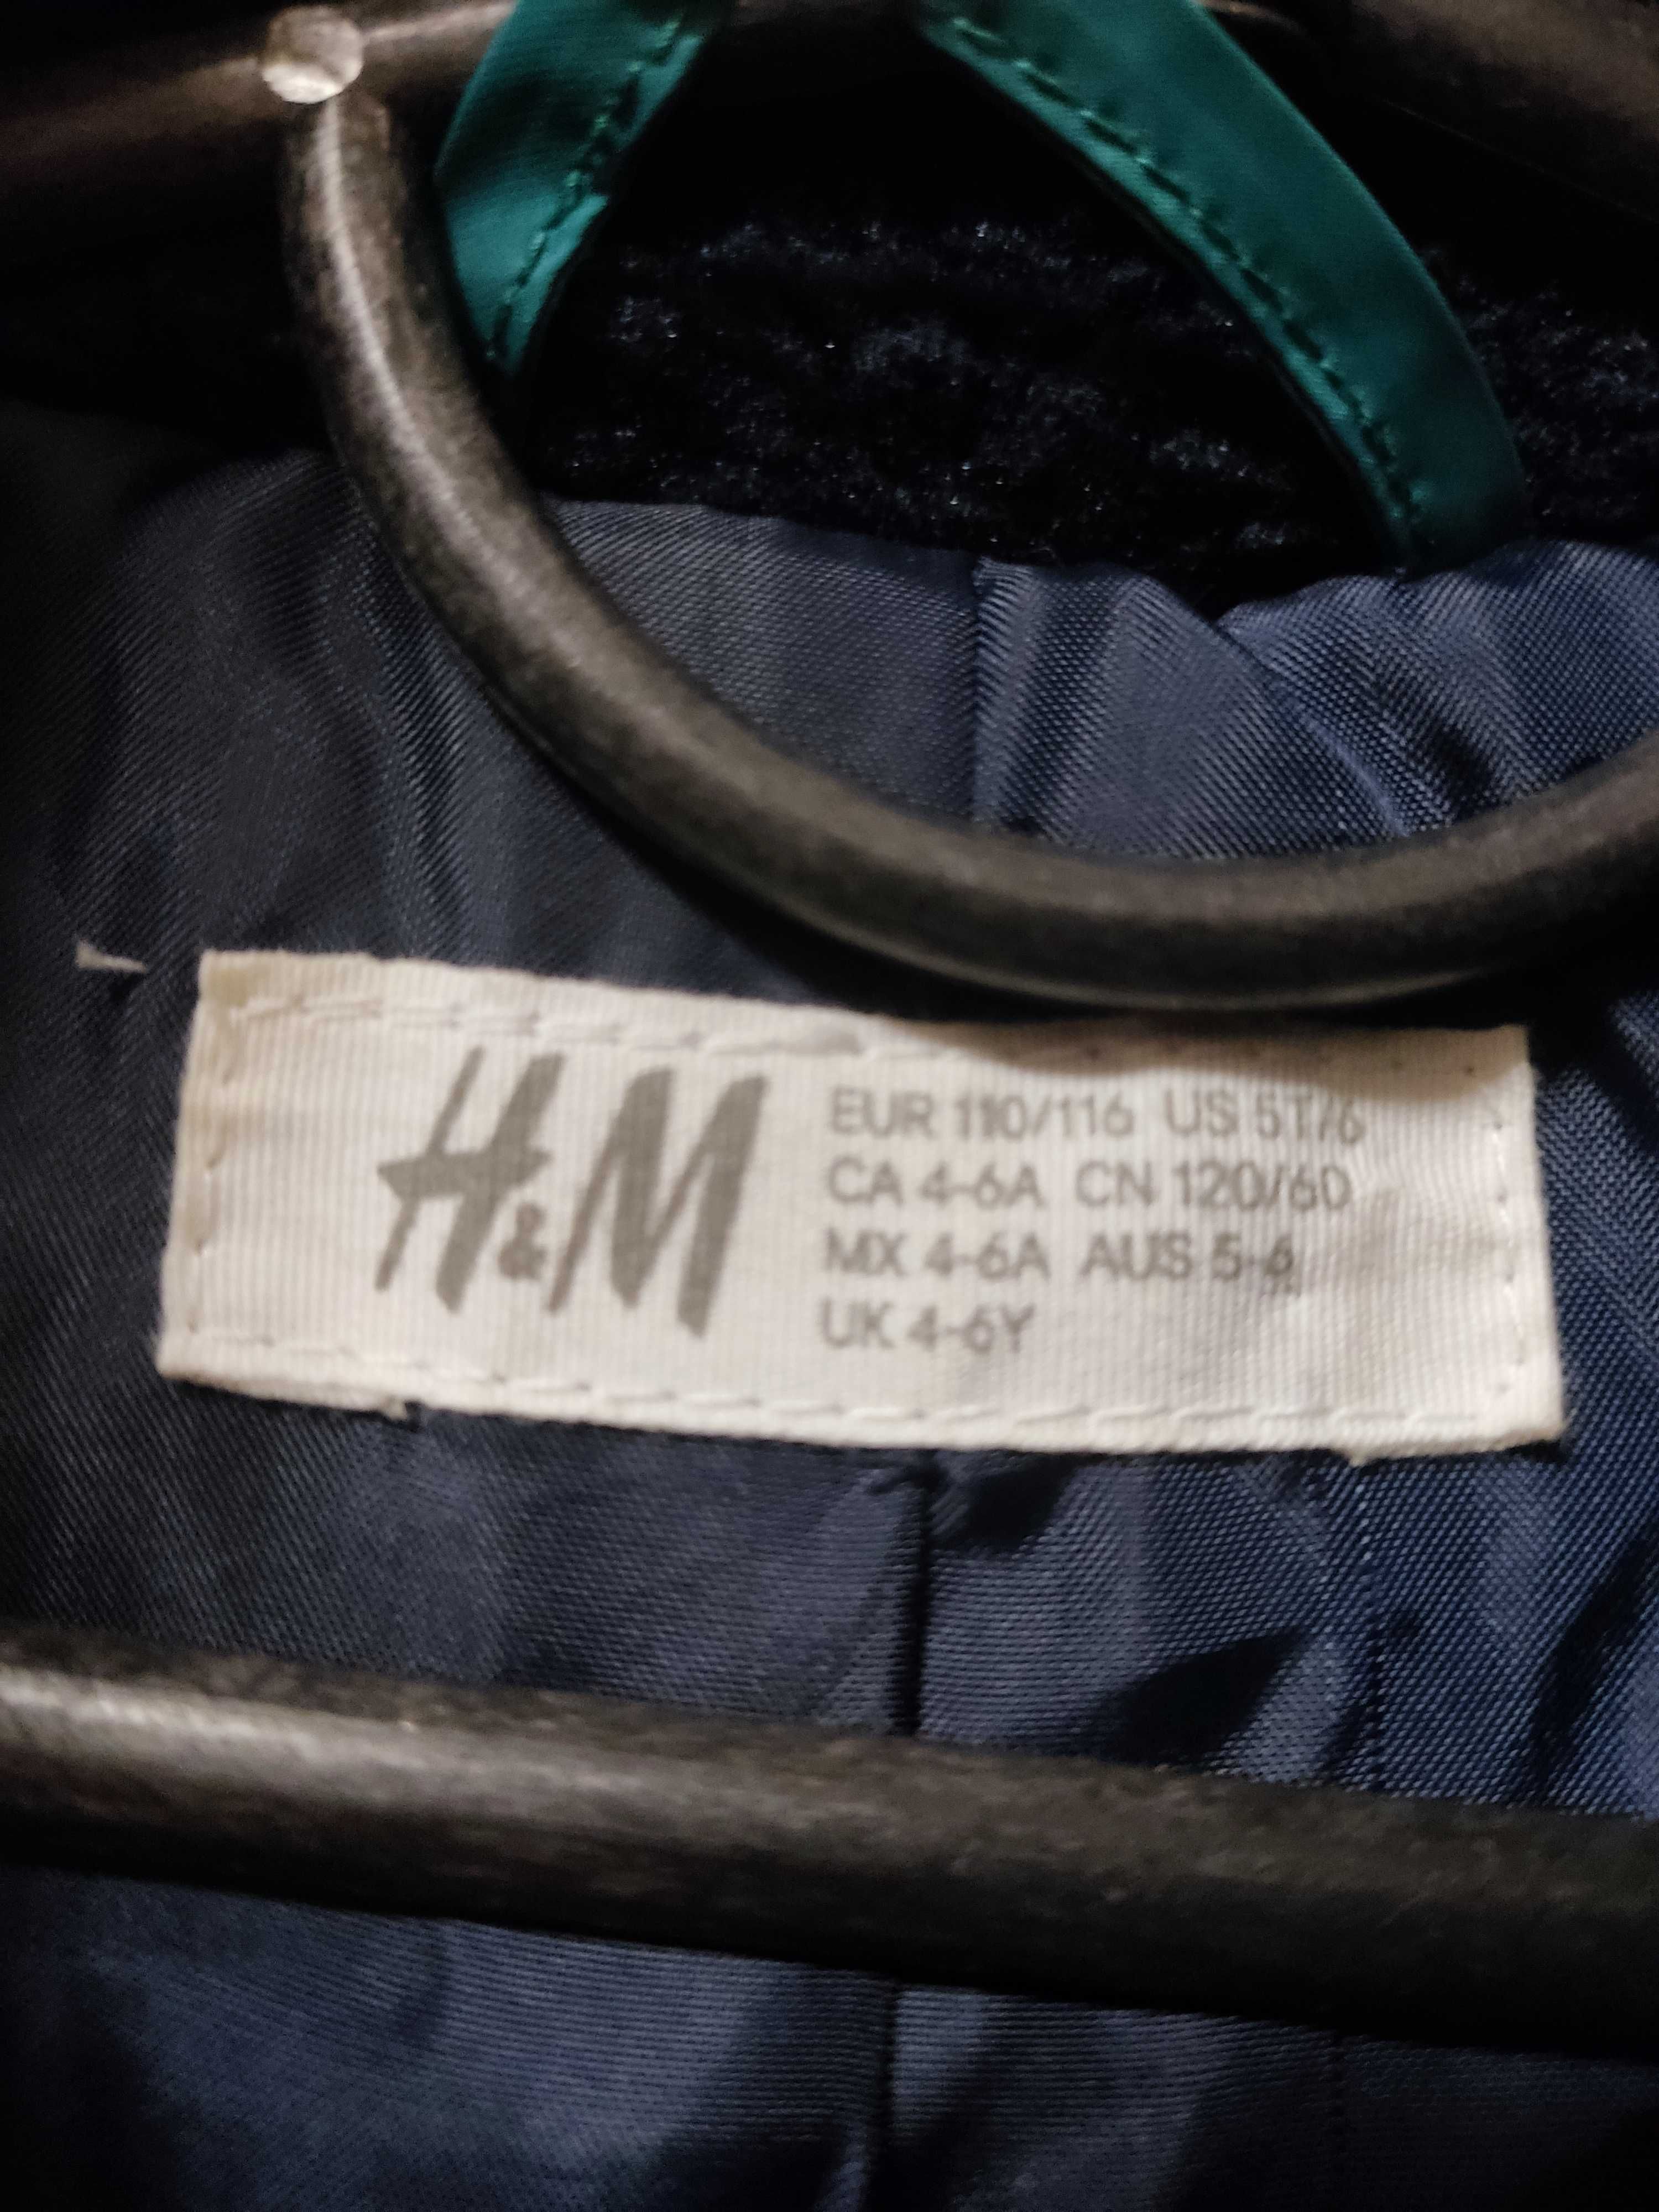 H&M
EUR 110/116 US 5T/6
CA 4-6A CN 120/60
MX 4-6A AUS 5-6
UK 4-6Y